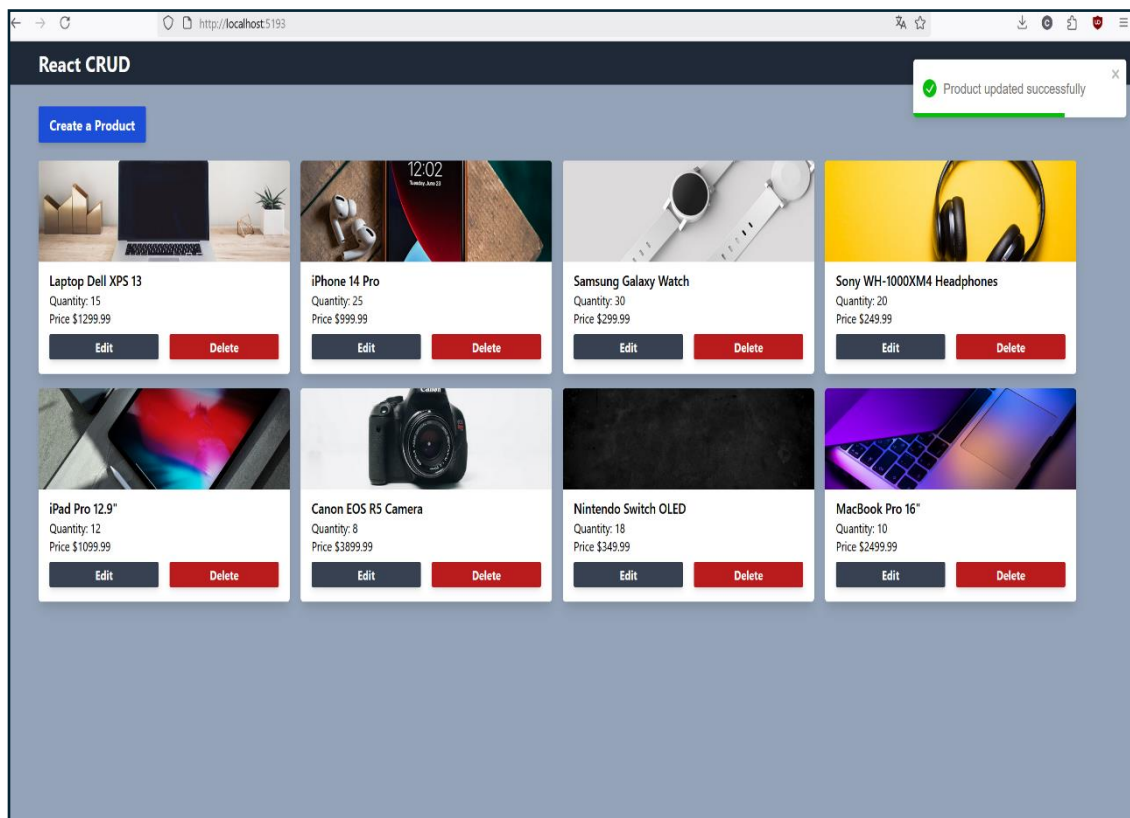 http://localhost:5193
React CRUD
Product updated successfully
Create a Product
12:02
Tuesday, June 23
Laptop Dell XPS 13
Quantity: 15
Price $1299.99
Edit Delete
iPhone 14 Pro
Quantity: 25
Price $999.99
Edit Delete
Samsung Galaxy Watch
Quantity: 30
Price $299.99
Edit Delete
Sony WH-1000XM4 Headphones
Quantity: 20
Price $249.99
Edit Delete
Canon
iPad Pro 12.9"
Quantity: 12
Price $1099.99
Edit Delete
Canon EOS R5 Camera
Quantity: 8
Price $3899.99
Edit Delete
Nintendo Switch OLED
Quantity: 18
Price $349.99
Edit Delete
MacBook Pro 16"
Quantity: 10
Price $2499.99
Edit Delete